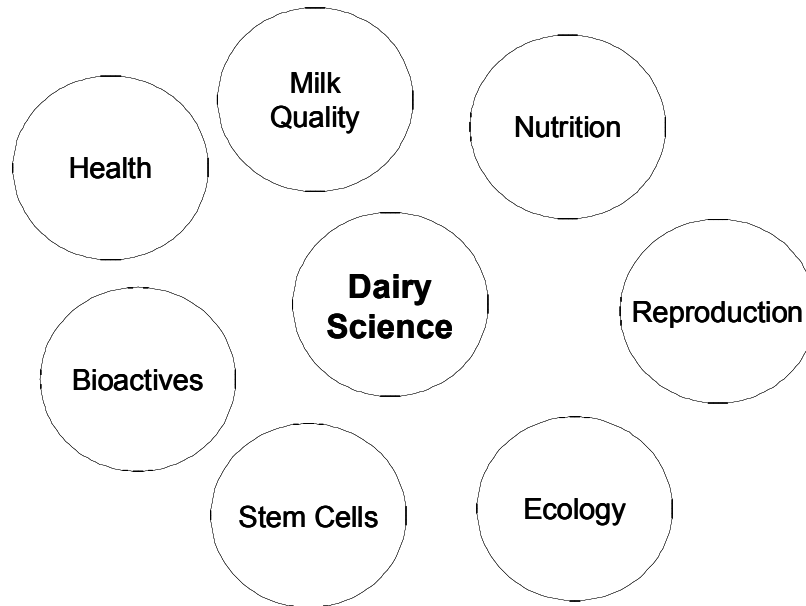 Milk
Quality
Nutrition
Health
Dairy
Science
Reproduction
Bioactives
Stem Cells
Ecology